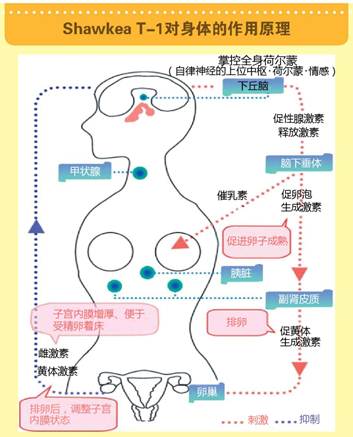 Shawkea T-1对身体的作用原理
掌控全身荷尔蒙
（自律神经的上位中枢·荷尔蒙·情感）
下丘脑
促性腺激素
释放激素
甲状腺
脑下垂体
催乳素
促卵泡
生成激素
促进卵子成熟
胰脏
副肾皮质
子宫内膜增厚、便于
受精卵着床
排卵
促黄体
生成激素
雌激素
黄体激素
卵巢
排卵后，调整子宫
内膜状态
刺激
抑制